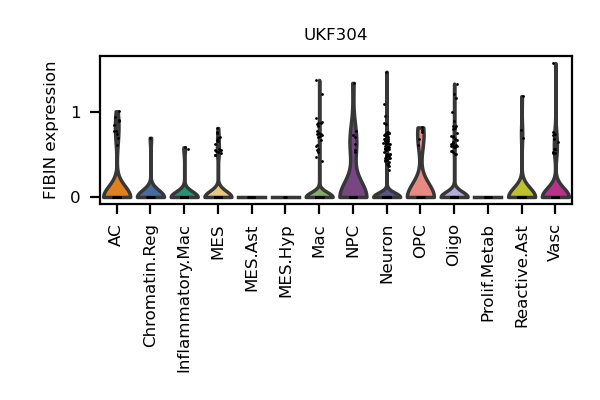 UKF304
FIBIN expression
1
0
AC
Chromatin.Reg
Inflammatory.Mac
MES
MES.Ast
MES.Hyp
Mac
NPC
Neuron
OPC
Oligo
Prolif.Metab
Reactive.Ast
Vasc